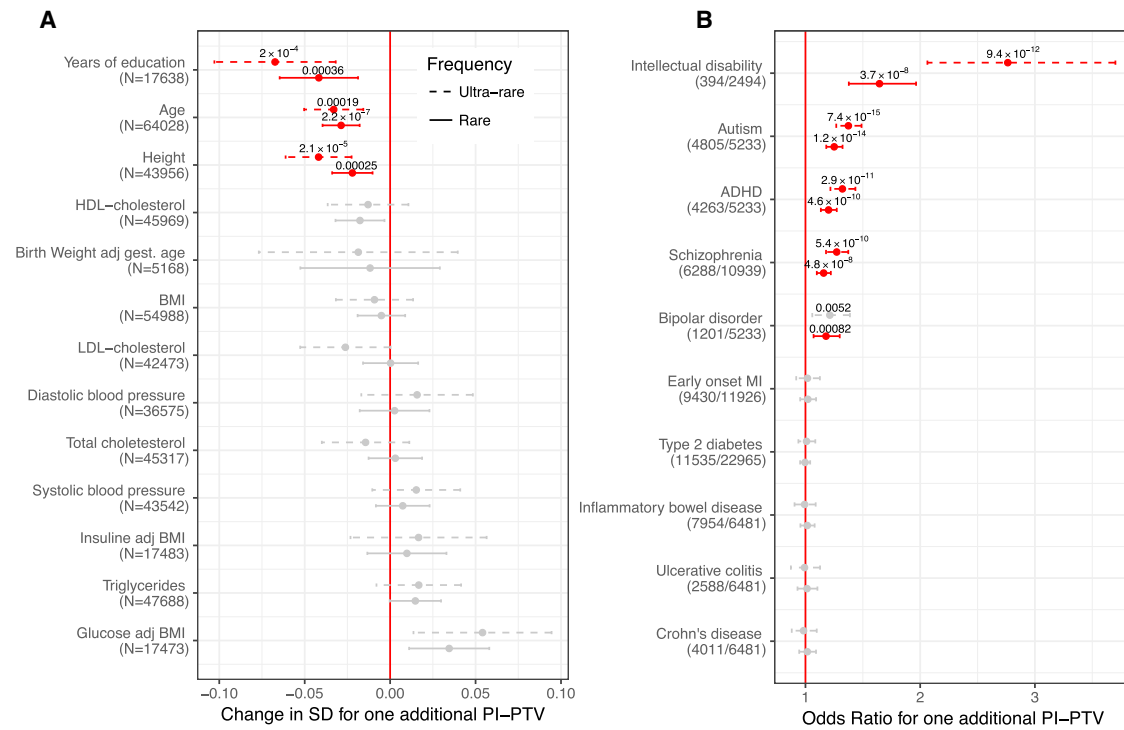 A
Years of education
(N=17638)
Age
(N=64028)
Height
(N=43956)
HDL−cholesterol
(N=45969)
Birth Weight adj gest. age
(N=5168)
BMI
(N=54988)
LDL−cholesterol
(N=42473)
Diastolic blood pressure
(N=36575)
Total choletesterol
(N=45317)
Systolic blood pressure
(N=43542)
Insuline adj BMI
(N=17483)
Triglycerides
(N=47688)
Glucose adj BMI
(N=17473)
2 × 10⁻⁴
0.00036
0.00019
2.2 × 10⁻⁷
2.1 × 10⁻⁵
0.00025
Frequency
Ultra−rare
Rare
−0.10 −0.05 0.00 0.05 0.10
Change in SD for one additional PI−PTV
B
Intellectual disability
(394/2494)
Autism
(4805/5233)
ADHD
(4263/5233)
Schizophrenia
(6288/10939)
Bipolar disorder
(1201/5233)
Early onset MI
(9430/11926)
Type 2 diabetes
(11535/22965)
Inflammatory bowel disease
(7954/6481)
Ulcerative colitis
(2588/6481)
Crohn's disease
(4011/6481)
9.4 × 10⁻¹²
3.7 × 10⁻⁸
7.4 × 10⁻¹⁵
1.2 × 10⁻¹⁴
2.9 × 10⁻¹¹
4.6 × 10⁻¹⁰
5.4 × 10⁻¹⁰
4.8 × 10⁻⁸
0.0052
0.00082
1 2 3
Odds Ratio for one additional PI−PTV